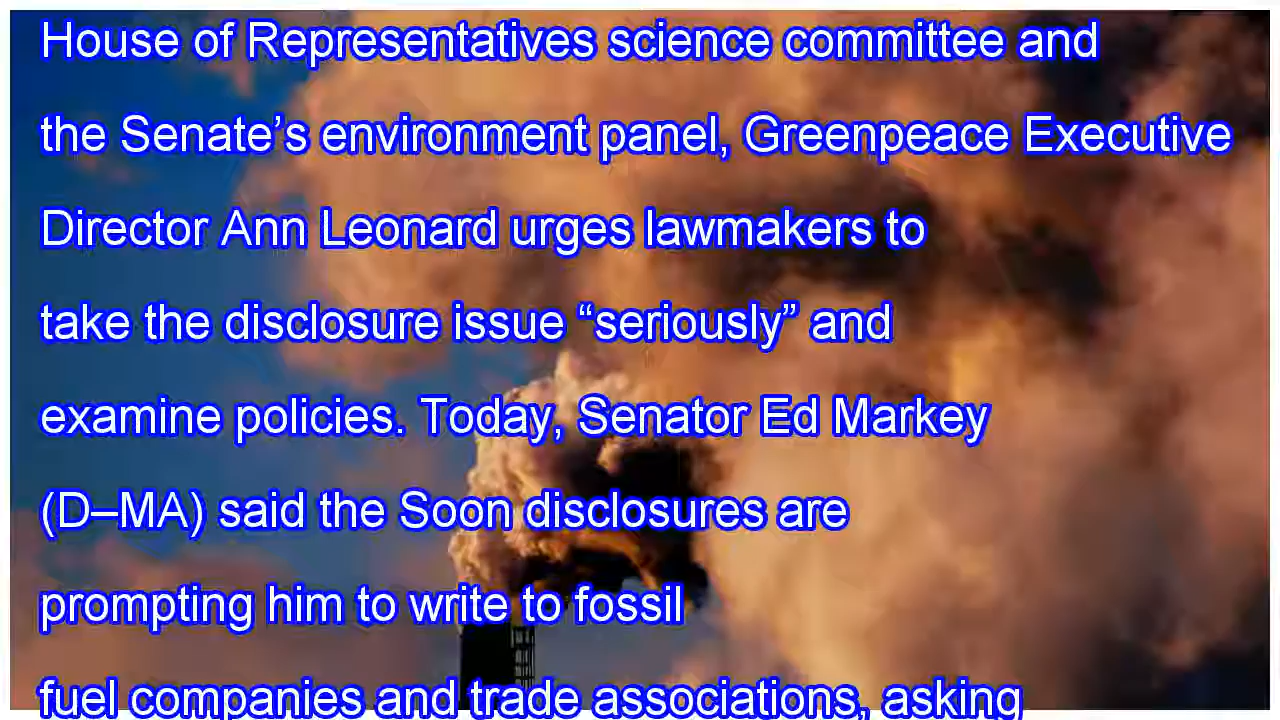 House of Representatives science committee and
the Senate’s environment panel, Greenpeace Executive
Director Ann Leonard urges lawmakers to
take the disclosure issue “seriously” and
examine policies. Today, Senator Ed Markey
(D–MA) said the Soon disclosures are
prompting him to write to fossil
fuel companies and trade associations, asking